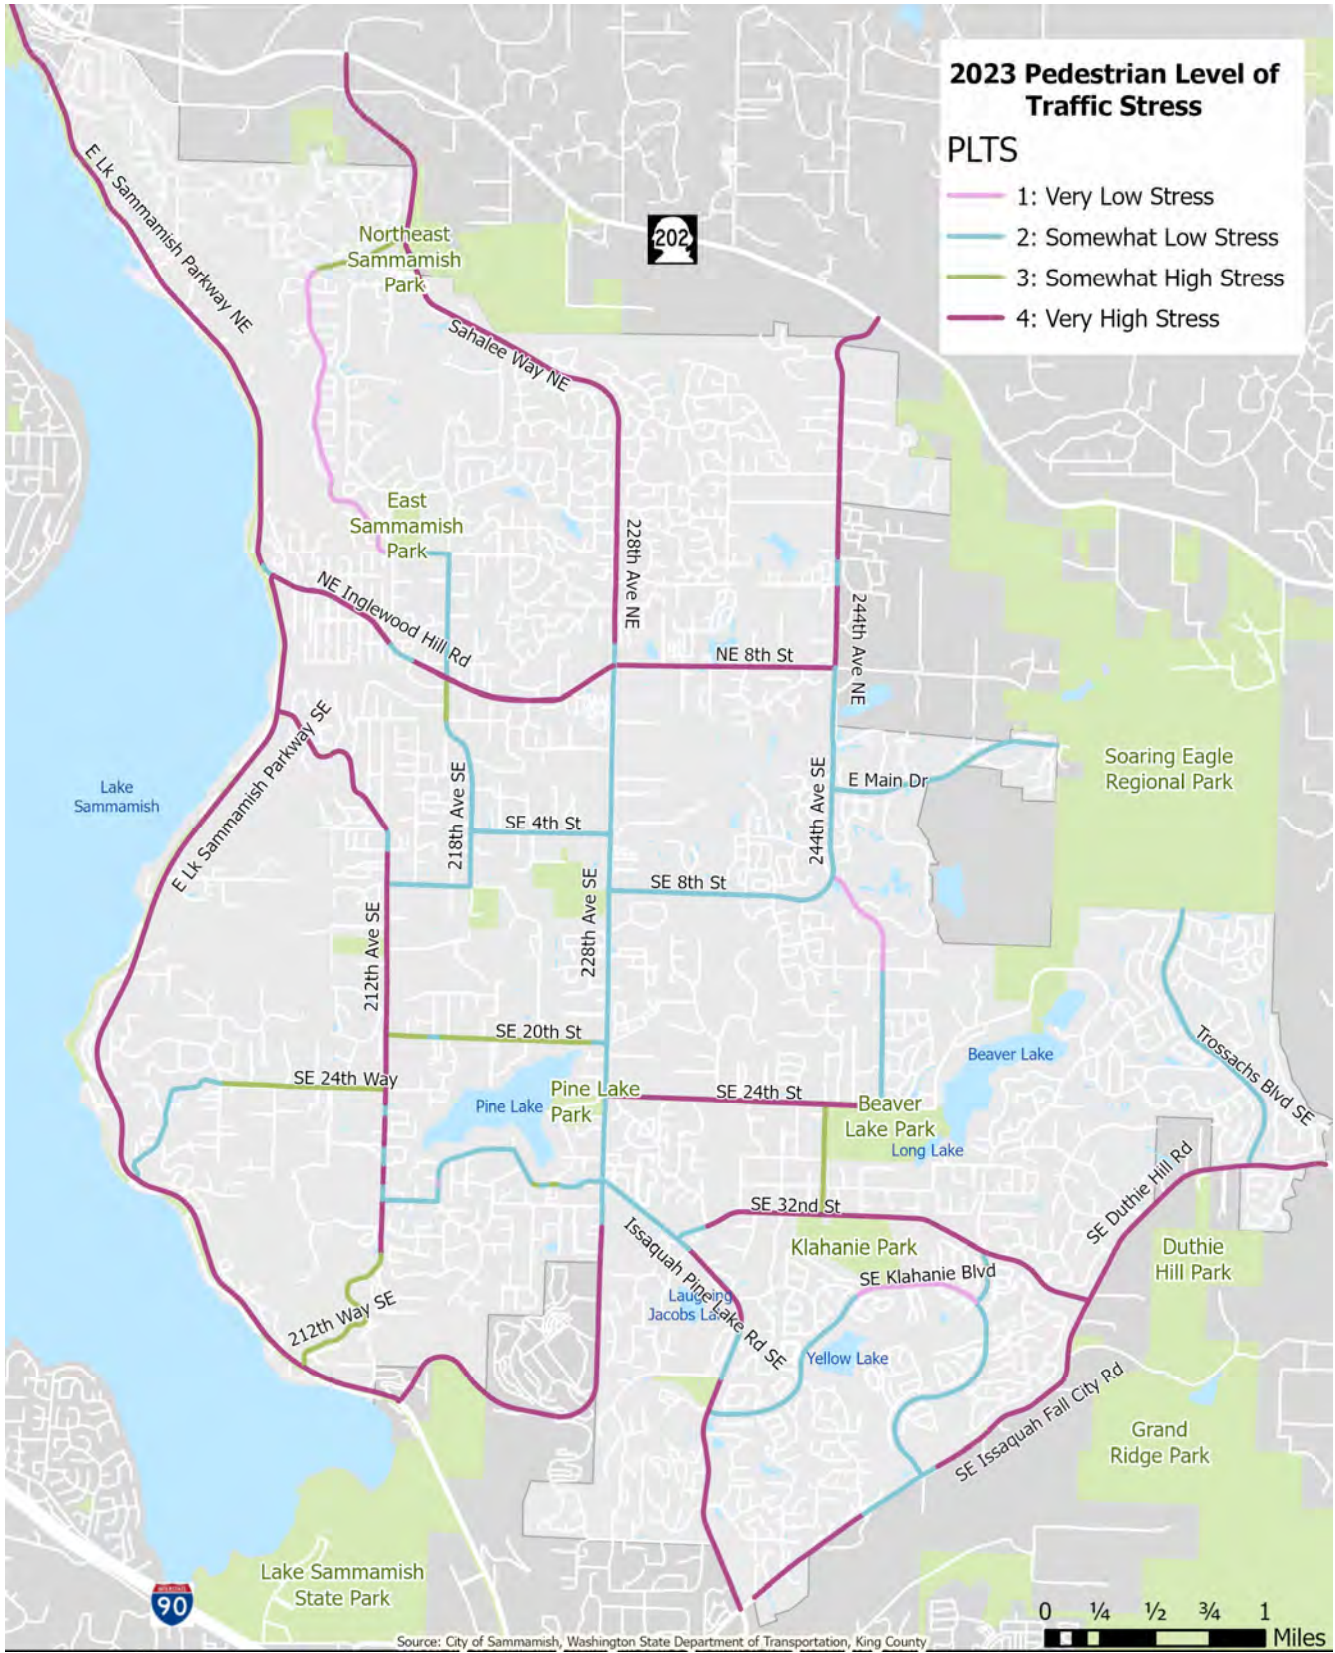 2023 Pedestrian Level of
Traffic Stress
PLTS
1: Very Low Stress
2: Somewhat Low Stress
3: Somewhat High Stress
4: Very High Stress
E Lk Sammamish Parkway NE
Northeast
Sammamish
Park
202
Sahalee Way NE
East
Sammamish
Park
228th Ave NE
NE Inglewood Hill Rd
244th Ave NE
NE 8th St
E Lk Sammamish Parkway SE
Soaring Eagle
Regional Park
Lake
Sammamish
E Main Dr
218th Ave SE
244th Ave SE
SE 4th St
SE 8th St
228th Ave SE
212th Ave SE
SE 20th St
Trossachs Blvd SE
Beaver Lake
SE 24th Way
Pine Lake
Pine Lake
Park
SE 24th St
Beaver
Lake Park
Long Lake
SE Duthie Hill Rd
SE 32nd St
Issaquah Pine Lake Rd SE
Klahanie Park
Duthie
Hill Park
SE Klahanie Blvd
Laughing
Jacobs La
212th Way SE
Yellow Lake
SE Issaquah Fall City Rd
Grand
Ridge Park
Lake Sammamish
State Park
INTERSTATE
90
0 ¼ ½ ¾ 1
Miles
Source: City of Sammamish, Washington State Department of Transportation, King County